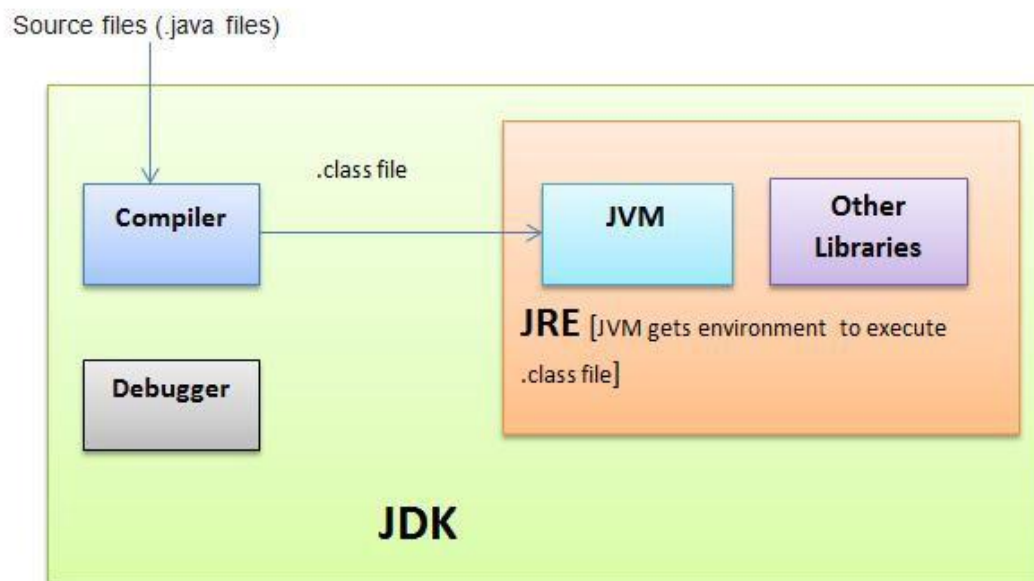 Source files (.java files)
.class file
Compiler
JVM
Other
Libraries
JRE [JVM gets environment to execute
.class file]
Debugger
JDK